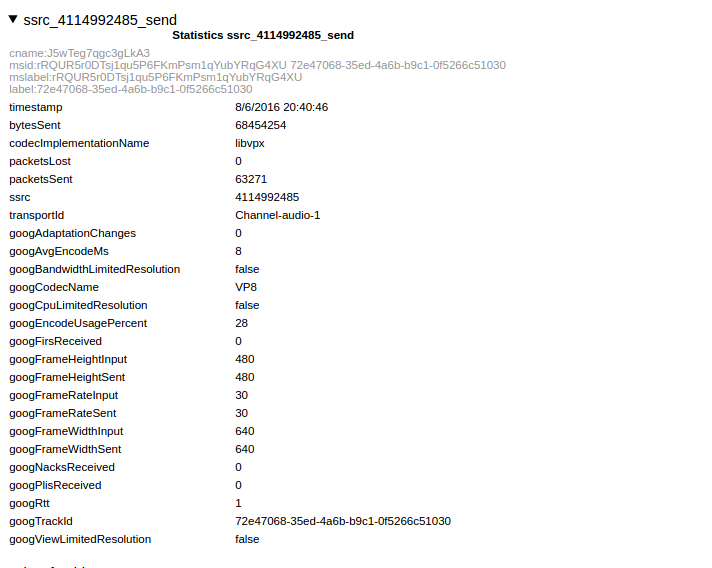 ▼ ssrc_4114992485_send
Statistics ssrc_4114992485_send
cname:J5wTeg7qgc3gLkA3
msid:rRQUR5r0DTsj1qu5P6FKmPsm1qYubYRqG4XU 72e47068-35ed-4a6b-b9c1-0f5266c51030
mslabel:rRQUR5r0DTsj1qu5P6FKmPsm1qYubYRqG4XU
label:72e47068-35ed-4a6b-b9c1-0f5266c51030
timestamp 8/6/2016 20:40:46
bytesSent 68454254
codecImplementationName libvpx
packetsLost 0
packetsSent 63271
ssrc 4114992485
transportId Channel-audio-1
googAdaptationChanges 0
googAvgEncodeMs 8
googBandwidthLimitedResolution false
googCodecName VP8
googCpuLimitedResolution false
googEncodeUsagePercent 28
googFirsReceived 0
googFrameHeightInput 480
googFrameHeightSent 480
googFrameRateInput 30
googFrameRateSent 30
googFrameWidthInput 640
googFrameWidthSent 640
googNacksReceived 0
googPlisReceived 0
googRtt 1
googTrackId 72e47068-35ed-4a6b-b9c1-0f5266c51030
googViewLimitedResolution false